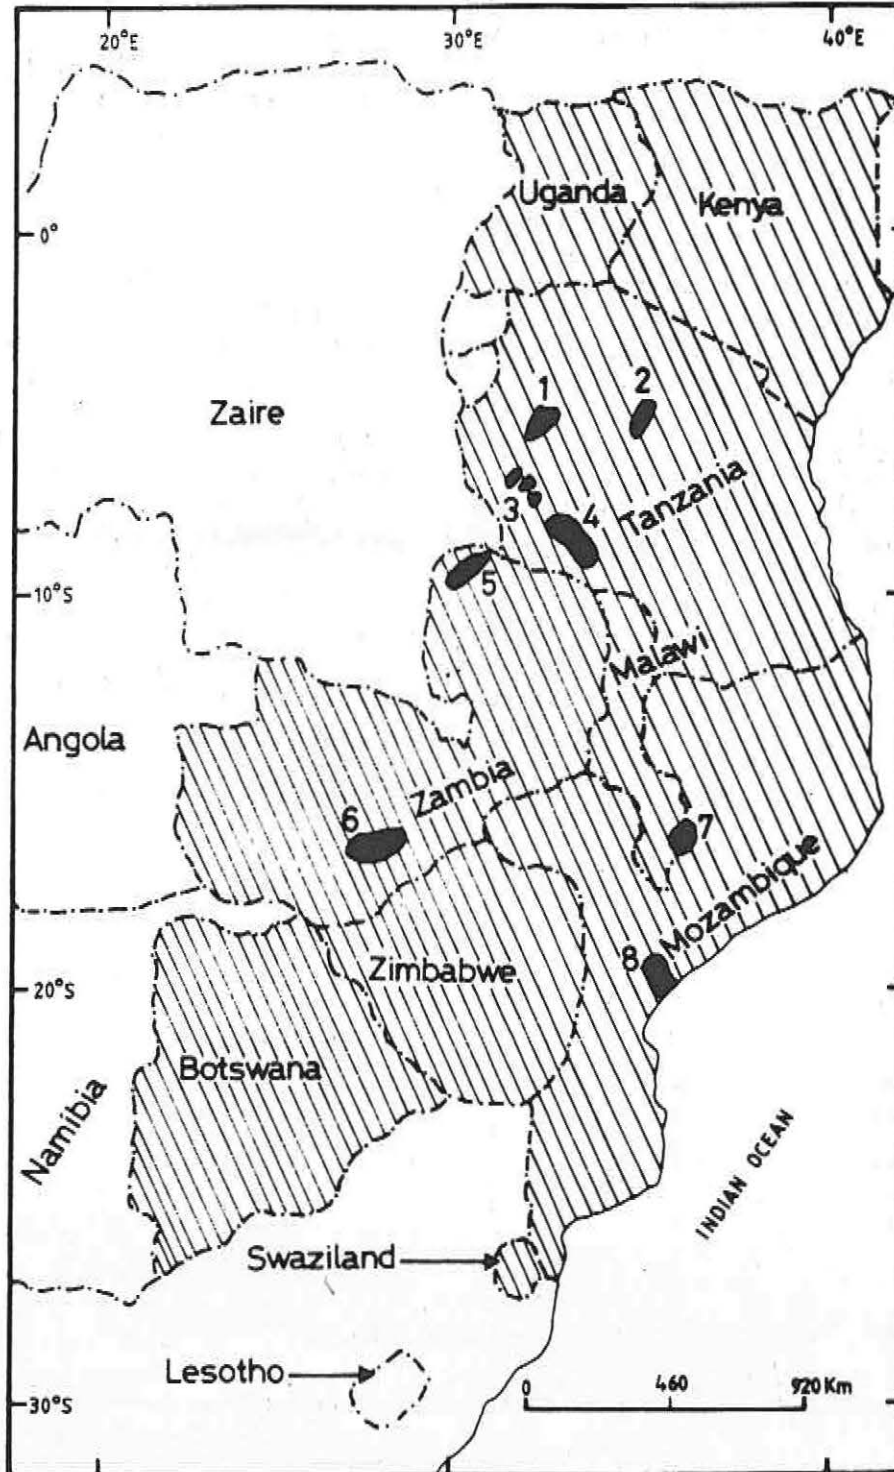 20°E 30°E 40°E
Uganda
Kenya
0°
1 2
Zaire
Tanzania
3 4
5
10°S
Malawi
Angola
Zambia
6
7
Mozambique
8
Zimbabwe
20°S
Botswana
Namibia
INDIAN OCEAN
Swaziland
Lesotho
0 460 920 Km
30°S